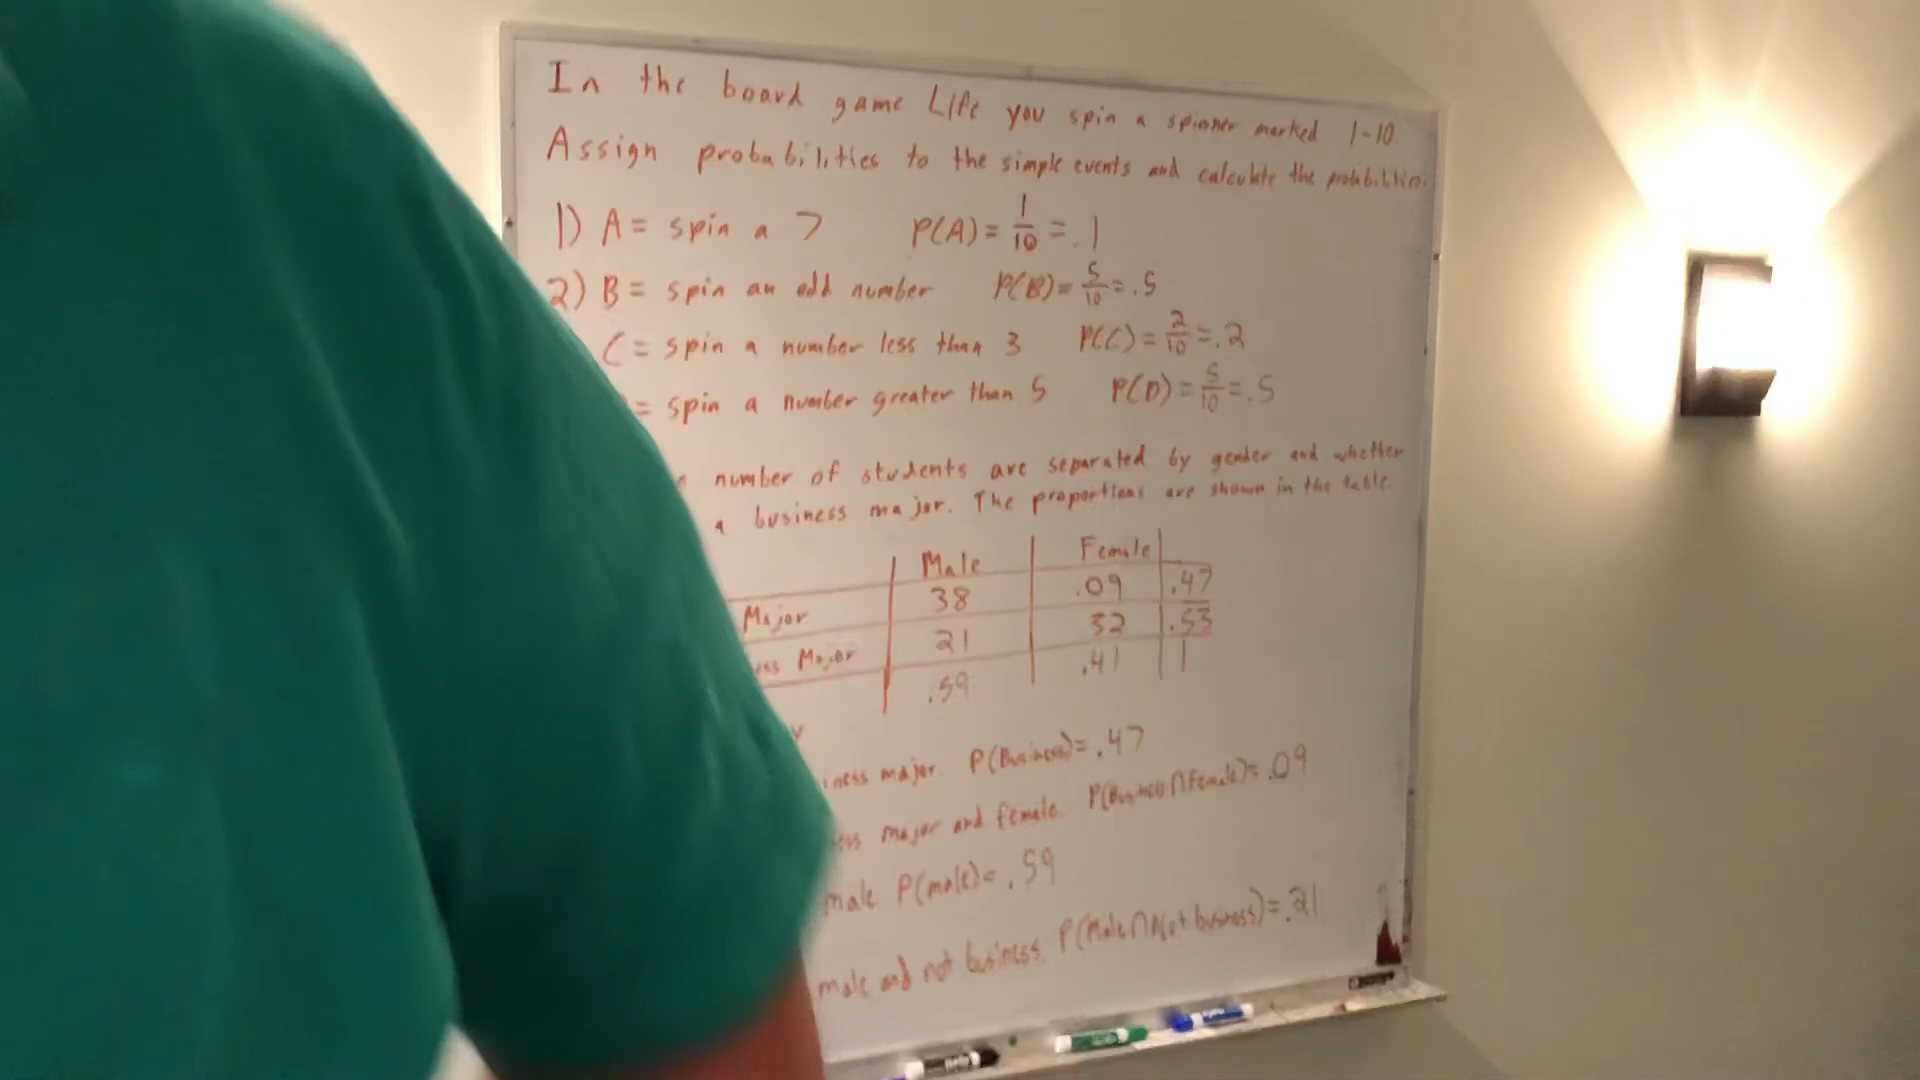 In the board game Life you spin a spinner marked 1-10
Assign probabilities to the simple events and calculate the probabilities.
1) A = spin a 7 P(A) = 1/10 = .1
2) B = spin an odd number P(B) = 5/10 = .5
C = spin a number less than 3 P(C) = 2/10 = .2
= spin a number greater than 5 P(D) = 5/10 = .5
number of students are separated by gender and whether
a business major. The proportions are shown in the table.
Male Female
Major 38 .09 .47
ess Major 21 32 .53
.59 .41 1
iness major. P(Business) = .47
ess major and female. P(Business ∩ Female) = .09
male. P(male) = .59
male and not business. P(Male ∩ Not business) = .21